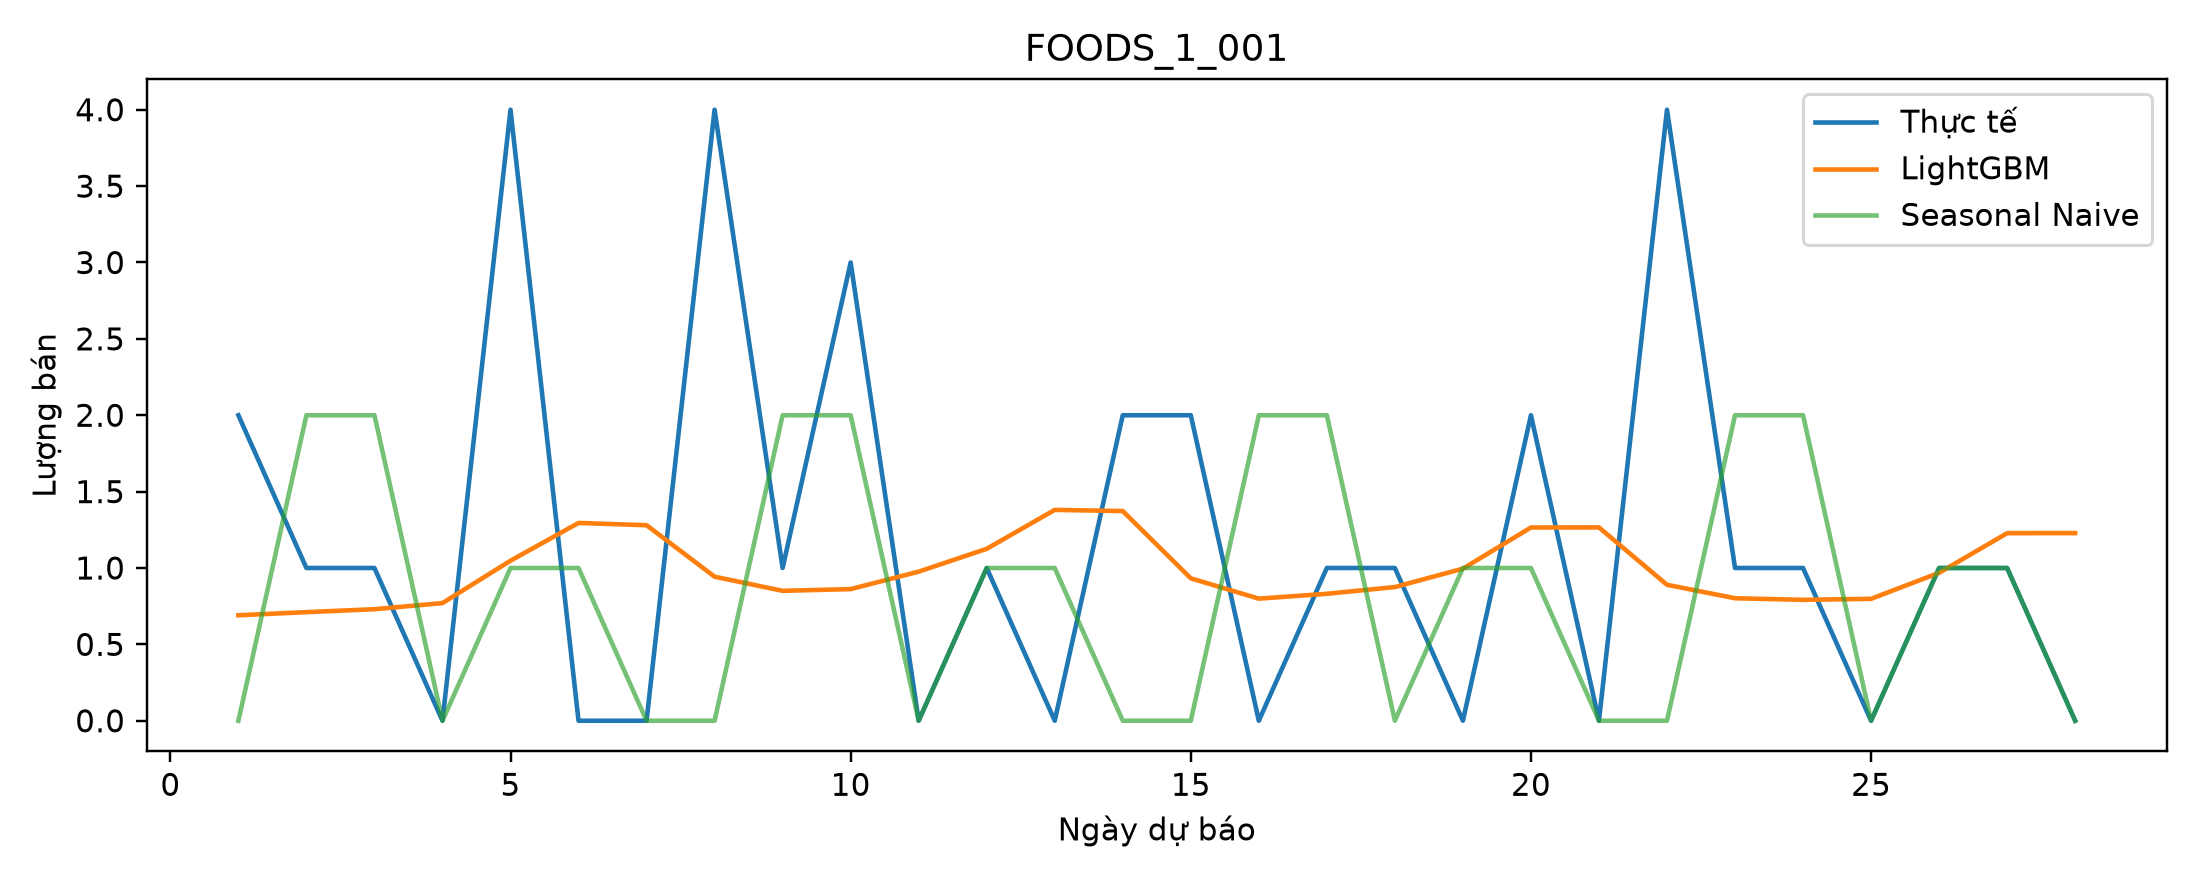 FOODS_1_001
Thực tế
LightGBM
Seasonal Naive
Lượng bán
4.0
3.5
3.0
2.5
2.0
1.5
1.0
0.5
0.0
0 5 10 15 20 25
Ngày dự báo